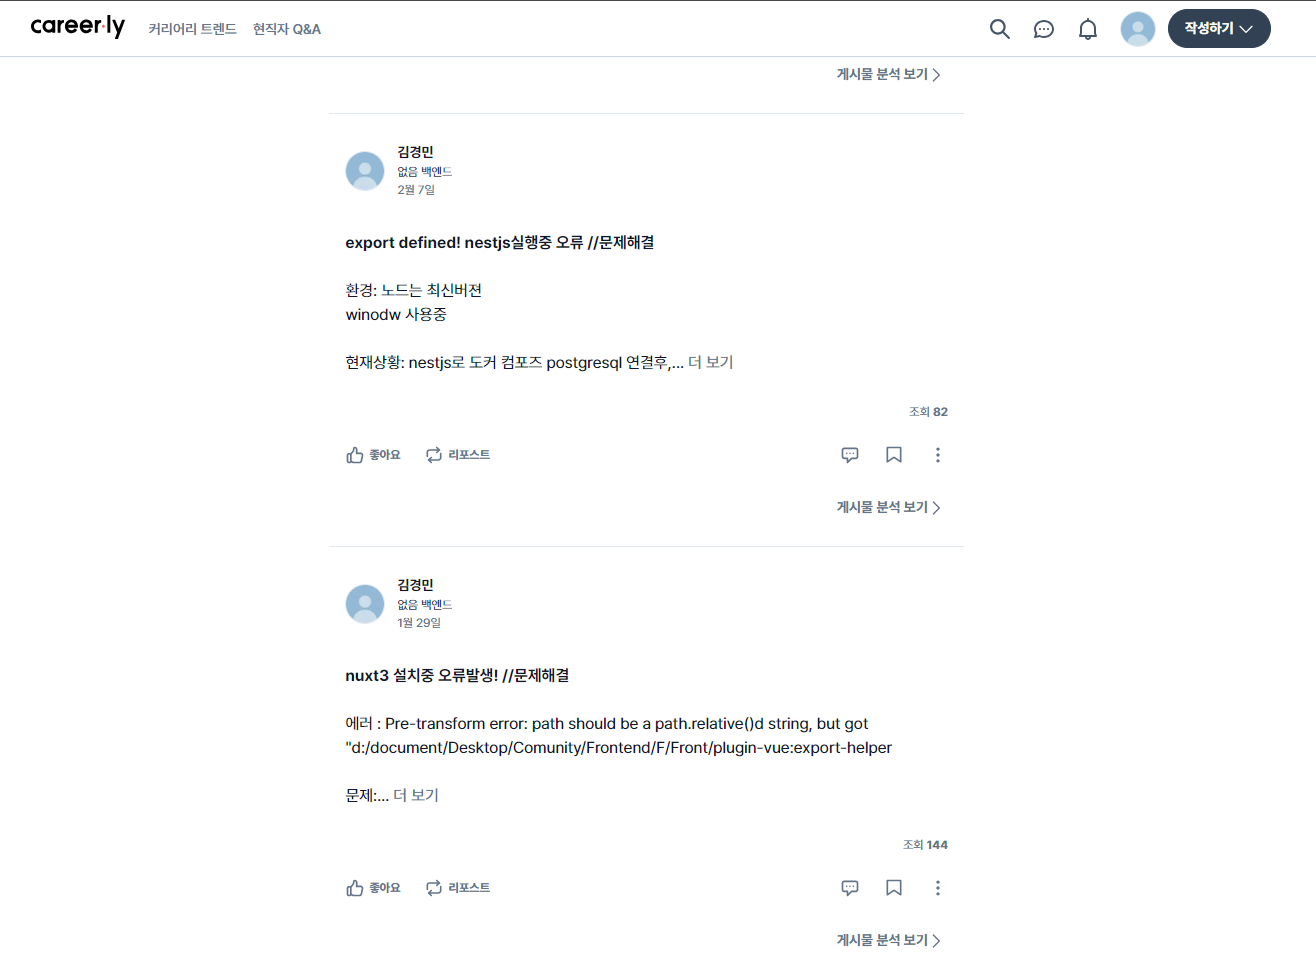 career·ly 커리어리 트렌드 현직자 Q&A 작성하기
게시물 분석 보기
김경민
없음 백엔드
2월 7일
export defined! nestjs실행중 오류 //문제해결
환경: 노드는 최신버젼
winodw 사용중
현재상황: nestjs로 도커 컴포즈 postgresql 연결후,... 더 보기
조회 82
좋아요 리포스트
게시물 분석 보기
김경민
없음 백엔드
1월 29일
nuxt3 설치중 오류발생! //문제해결
에러 : Pre-transform error: path should be a path.relative()d string, but got
"d:/document/Desktop/Comunity/Frontend/F/Front/plugin-vue:export-helper
문제:... 더 보기
조회 144
좋아요 리포스트
게시물 분석 보기